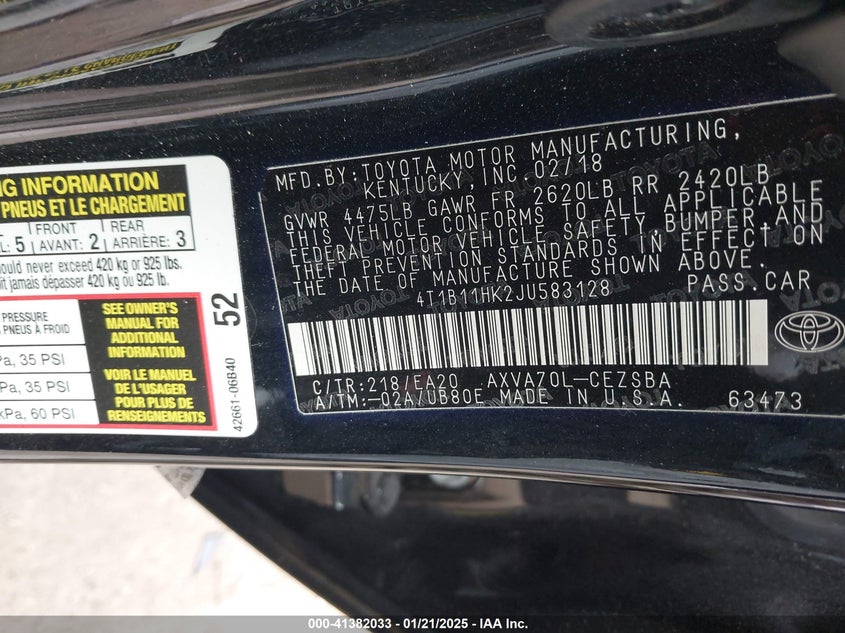 NG INFORMATION
PNEUS ET LE CHARGEMENT
L: 5
FRONT
AVANT: 2
REAR
ARRIÈRE: 3
ould never exceed 420 kg or 925 lbs.
it jamais dépasser 420 kg ou 925 lb.
PRESSURE
PNEUS À FROID
Pa, 35 PSI
Pa, 35 PSI
kPa, 60 PSI
SEE OWNER'S
MANUAL FOR
ADDITIONAL
INFORMATION
VOIR LE MANUEL
DE L'USAGER
POUR PLUS DE
RENSEIGNEMENTS
52
42661-06B40
MFD.BY:TOYOTA MOTOR MANUFACTURING,
KENTUCKY,INC.02/18
GVWR 4475LB GAWR FR 2620LB RR 2420LB
THIS VEHICLE CONFORMS TO ALL APPLICABLE
FEDERAL MOTOR VEHICLE SAFETY,BUMPER,AND
THEFT PREVENTION STANDARDS IN EFFECT ON
THE DATE OF MANUFACTURE SHOWN ABOVE.
4T1B11HK2JU583128 PASS.CAR
C/TR:218/EA20 AXVA70L-CEZSBA
A/TM:-02A/UB80E MADE IN U.S.A. 63473
000-41382033 - 01/21/2025 - IAA